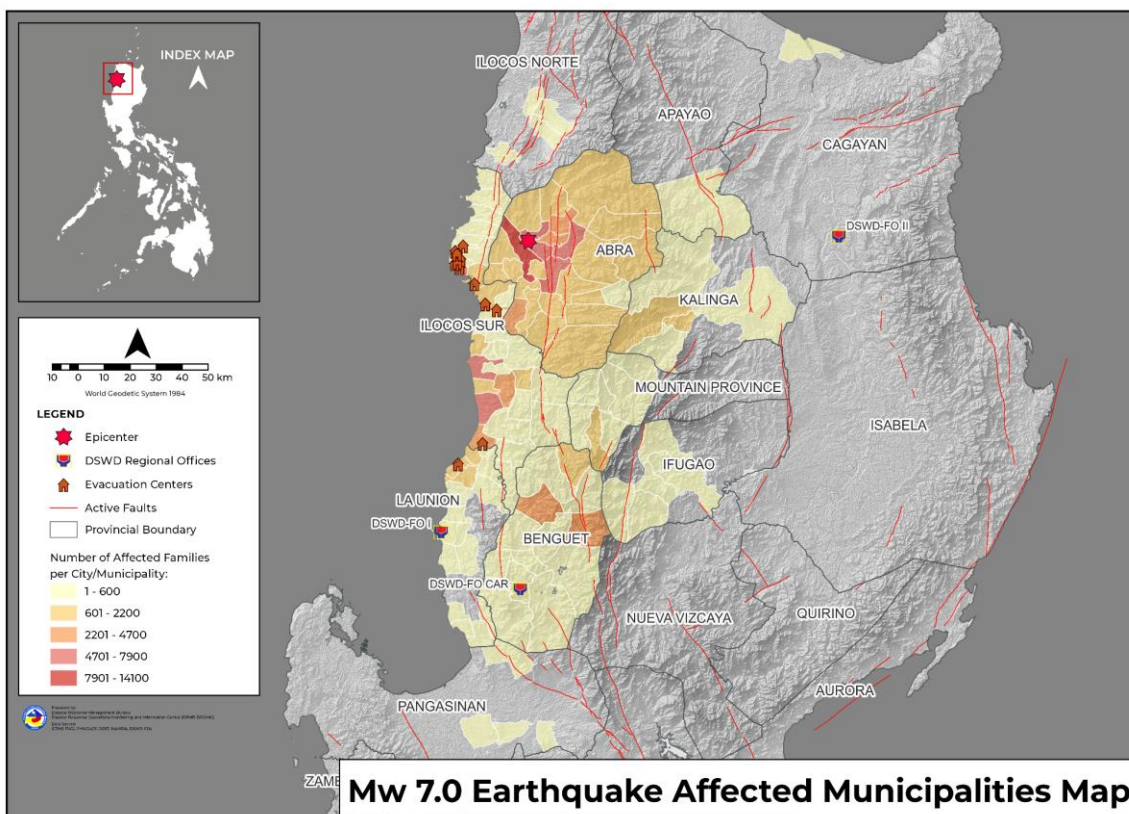 INDEX MAP
ILOCOS NORTE
APAYAO
CAGAYAN
DSWD-FO II
ABRA
KALINGA
ILOCOS SUR
MOUNTAIN PROVINCE
ISABELA
IFUGAO
LA UNION
DSWD-FO I
BENGUET
DSWD-FO CAR
NUEVA VIZCAYA
QUIRINO
AURORA
PANGASINAN
10 0 10 20 30 40 50 km
World Geodetic System 1984
LEGEND
Epicenter
DSWD Regional Offices
Evacuation Centers
Active Faults
Provincial Boundary
Number of Affected Families
per City/Municipality:
1 - 600
601 - 2200
2201 - 4700
4701 - 7900
7901 - 14100
Prepared by:
ZAMB
Mw 7.0 Earthquake Affected Municipalities Map